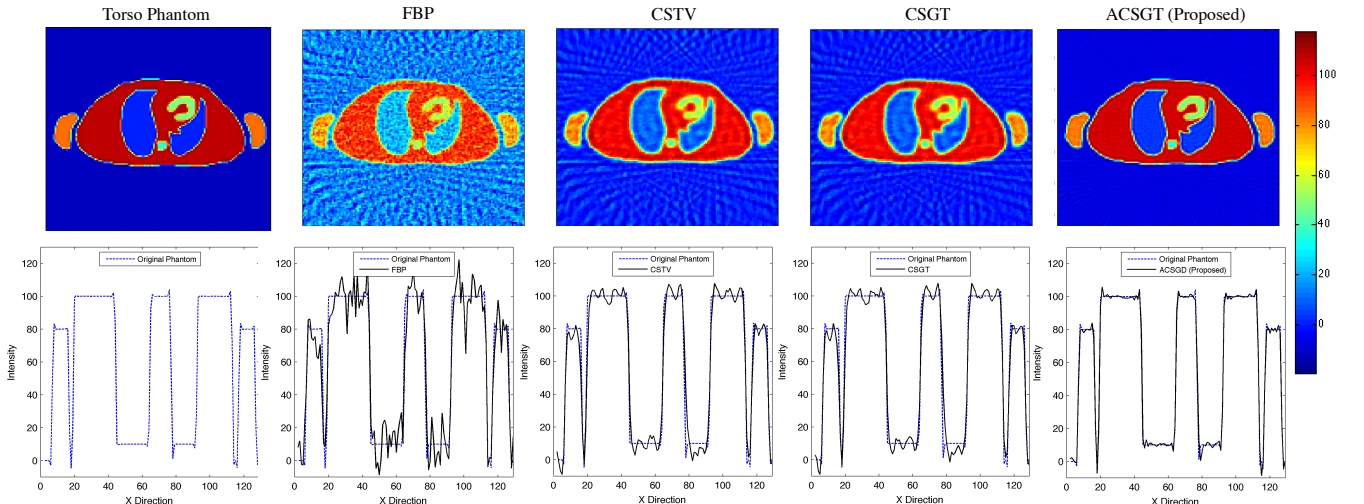 Torso Phantom
FBP
CSTV
CSGT
ACSGT (Proposed)
100
80
60
40
20
0
120
100
80
60
40
20
0
Intensity
Original Phantom
0 20 40 60 80 100 120
X Direction
120
100
80
60
40
20
0
Intensity
Original Phantom
FBP
0 20 40 60 80 100 120
X Direction
120
100
80
60
40
20
0
Intensity
Original Phantom
CSTV
0 20 40 60 80 100 120
X Direction
120
100
80
60
40
20
0
Intensity
Original Phantom
CSGT
0 20 40 60 80 100 120
X Direction
120
100
80
60
40
20
0
Intensity
Original Phantom
ACSGD (Proposed)
0 20 40 60 80 100 120
X Direction